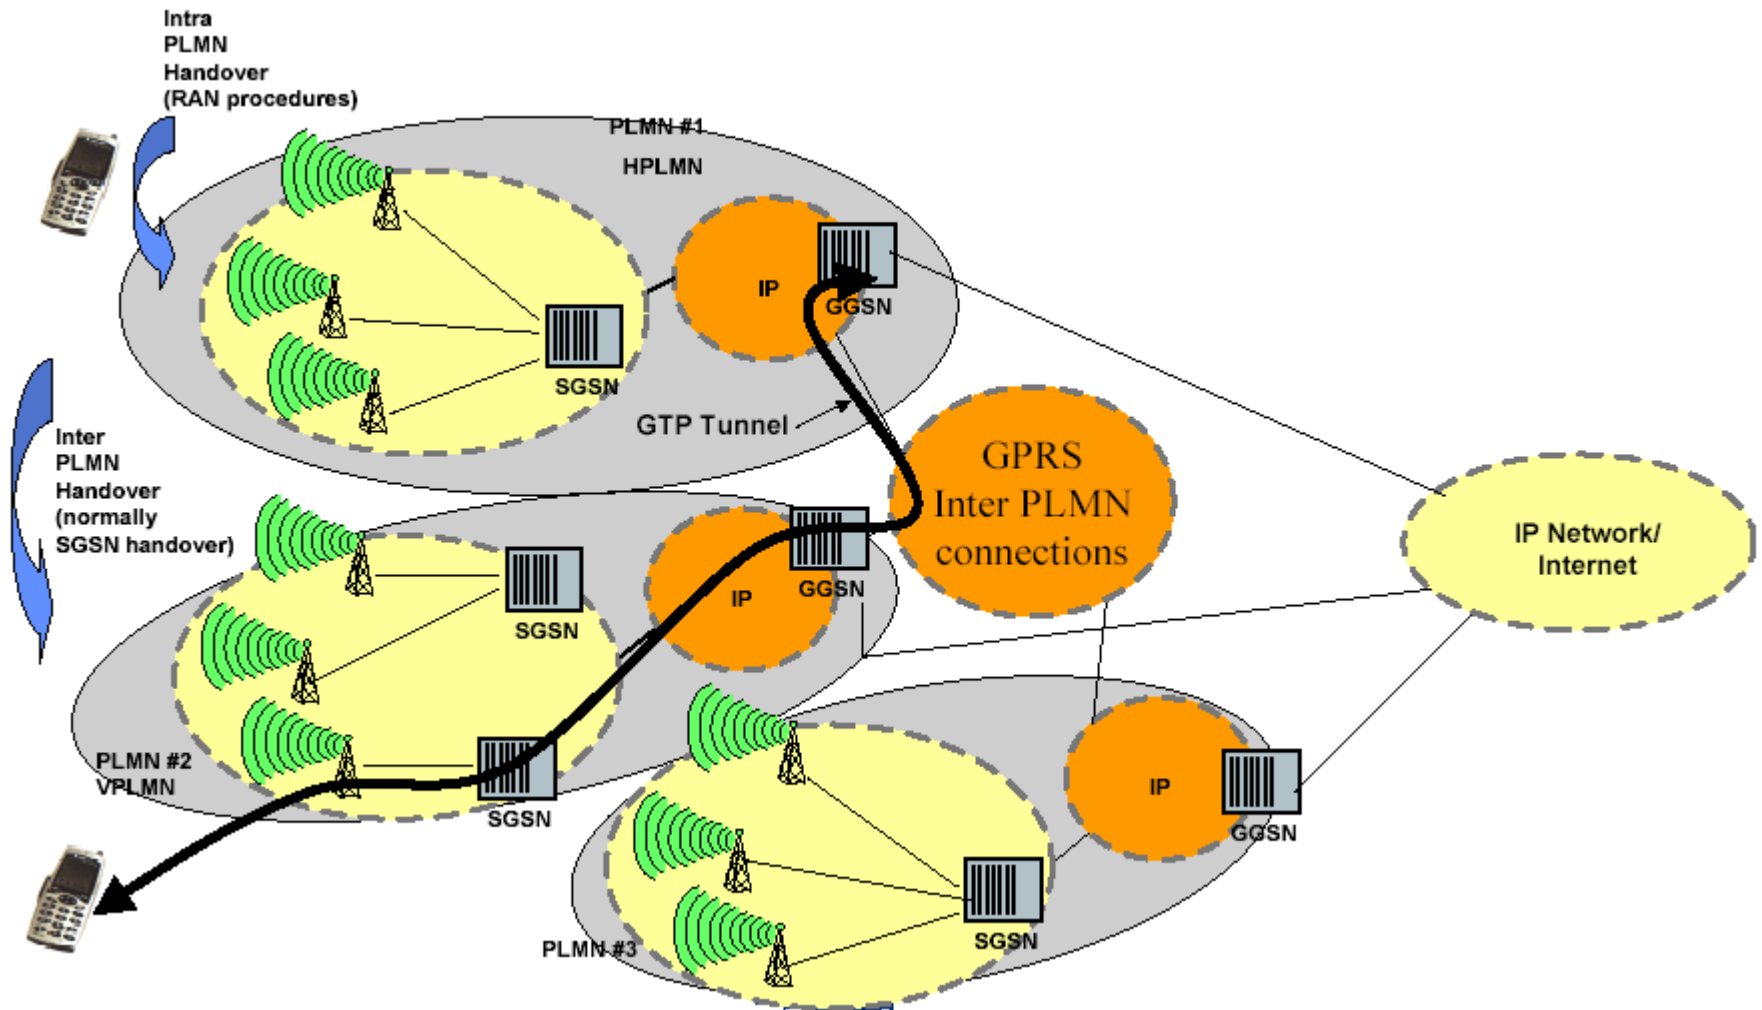 Intra
PLMN
Handover
(RAN procedures)
PLMN #1
HPLMN
IP
GGSN
SGSN
GTP Tunnel
Inter
PLMN
Handover
(normally
SGSN handover)
GPRS
Inter PLMN
connections
IP Network/
Internet
SGSN
IP
GGSN
PLMN #2
VPLMN
SGSN
IP
GGSN
PLMN #3
SGSN